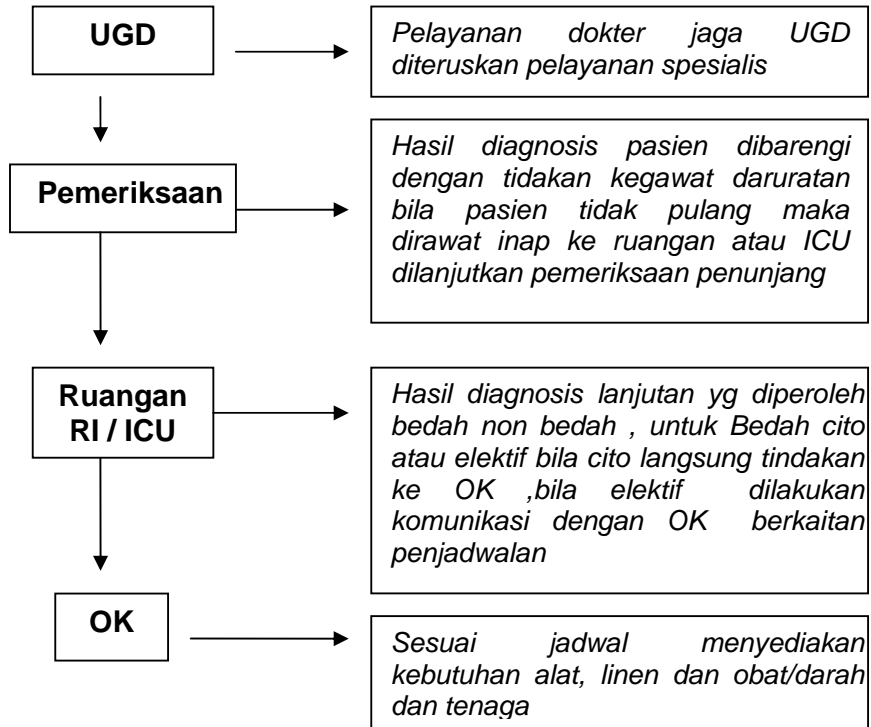 UGD
Pelayanan dokter jaga UGD
diteruskan pelayanan spesialis
Pemeriksaan
Hasil diagnosis pasien dibarengi
dengan tidakan kegawat daruratan
bila pasien tidak pulang maka
dirawat inap ke ruangan atau ICU
dilanjutkan pemeriksaan penunjang
Ruangan
RI / ICU
Hasil diagnosis lanjutan yg diperoleh
bedah non bedah , untuk Bedah cito
atau elektif bila cito langsung tindakan
ke OK ,bila elektif dilakukan
komunikasi dengan OK berkaitan
penjadwalan
OK
Sesuai jadwal menyediakan
kebutuhan alat, linen dan obat/darah
dan tenaga